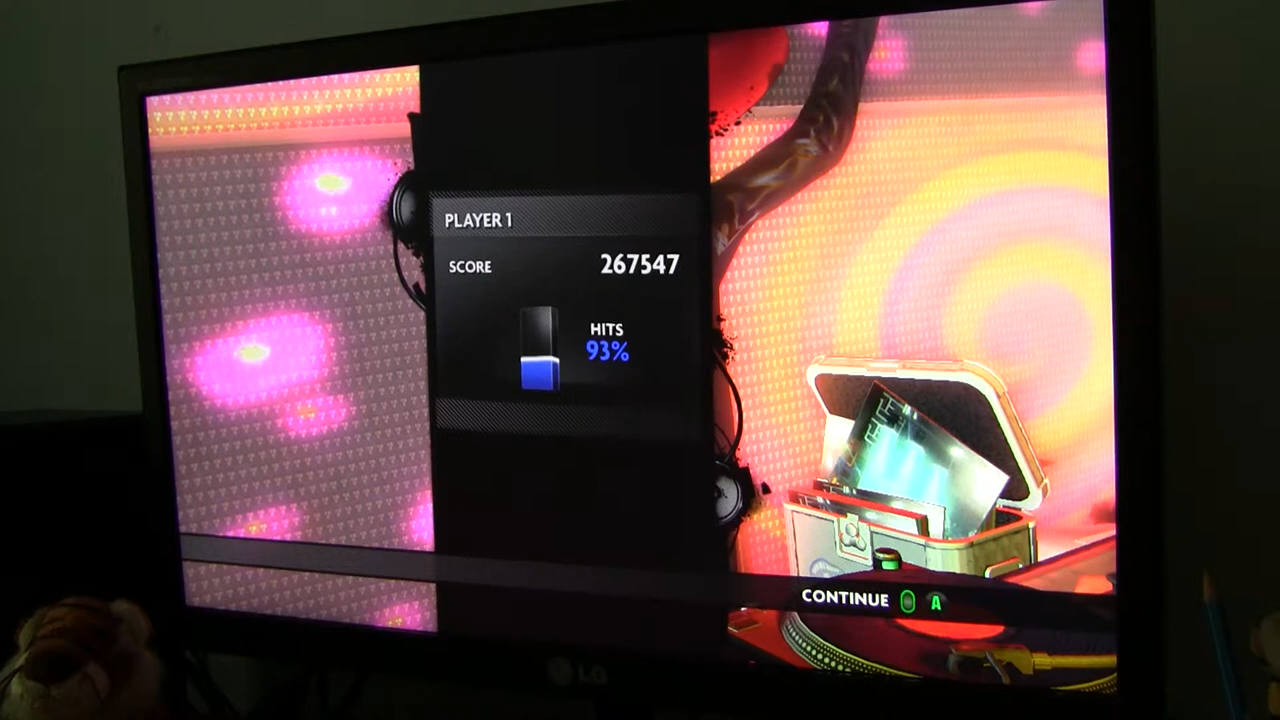 PLAYER 1
SCORE 267547
HITS
93%
CONTINUE A
LG